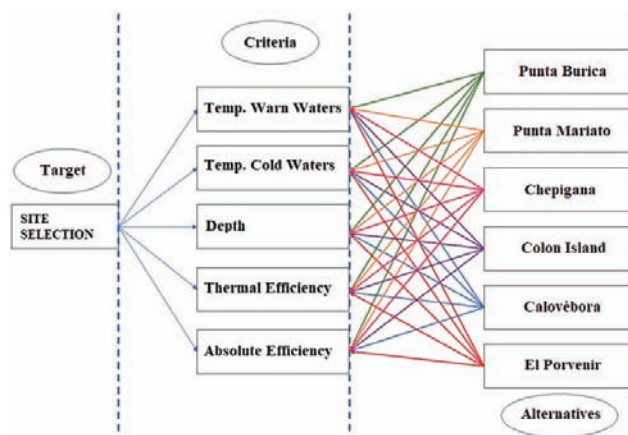 Criteria
Punta Burica
Temp. Warn Waters
Punta Mariato
Target
Temp. Cold Waters
Chepigana
SITE
SELECTION
Depth
Colon Island
Thermal Efficiency
Calovébora
Absolute Efficiency
El Porvenir
Alternatives